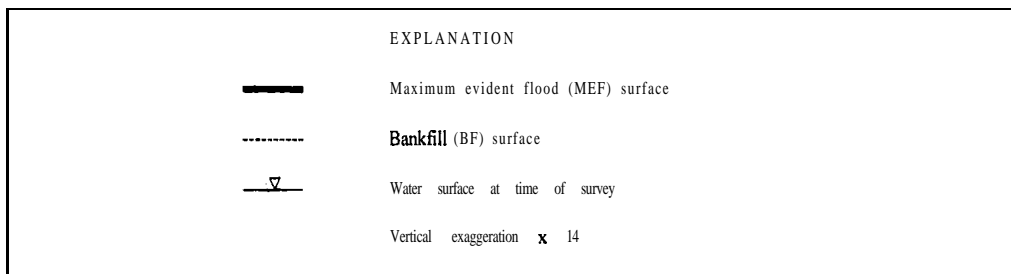 EXPLANATION
Maximum evident flood (MEF) surface
Bankfill (BF) surface
Water surface at time of survey
Vertical exaggeration x 14